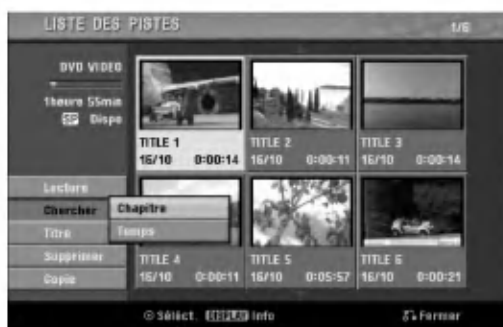 LISTE DES PISTES 1/6
DVD VIDEO
1heure 55min
SP Dispo
TITLE 1
16/10 0:00:14
TITLE 2
16/10 0:00:11
TITLE 3
16/10 0:00:14
Lecture
Chercher
Titre
Supprimer
Copie
Chapitre
Temps
TITLE 4
16/10 0:00:11
TITLE 5
16/10 0:05:57
TITLE 6
16/10 0:00:21
Séléct. DISPLAY Info Fermer